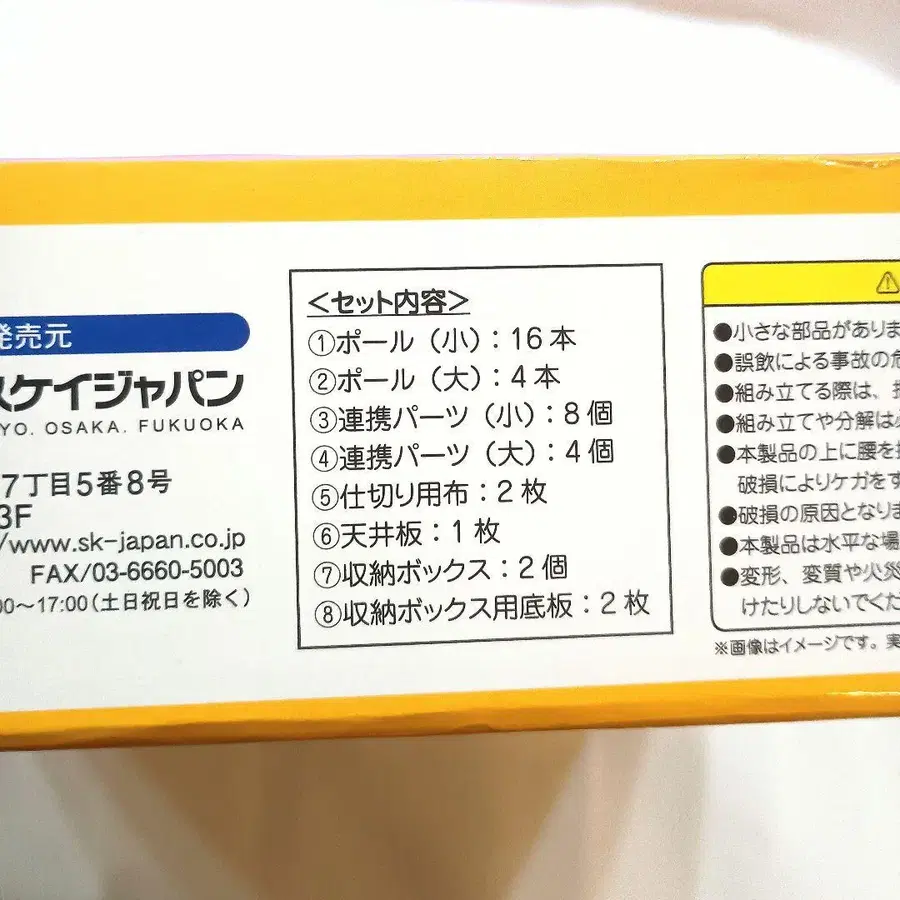 発売元
スケイジャパン
YO. OSAKA. FUKUOKA
7丁目5番8号
3F
/www.sk-japan.co.jp
FAX/03-6660-5003
00〜17:00(土日祝日を除く)
<セット内容>
①ポール(小):16本
②ポール(大):4本
③連携パーツ(小):8個
④連携パーツ(大):4個
⑤仕切り用布:2枚
⑥天井板:1枚
⑦収納ボックス:2個
⑧収納ボックス用底板:2枚
⚠
●小さな部品がありま
●誤飲による事故の危
●組み立てる際は、
●組み立てや分解は必
●本製品の上に腰を掛
破損によりケガをす
●破損の原因となりま
●本製品は水平な場
●変形、変質や火災
けたりしないでくだ
※画像はイメージです。実